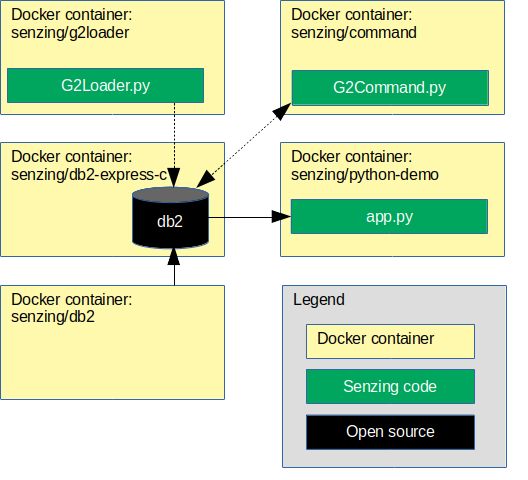 Docker container:
senzing/g2loader
G2Loader.py
Docker container:
senzing/command
G2Command.py
Docker container:
senzing/db2-express-c
db2
Docker container:
senzing/python-demo
app.py
Docker container:
senzing/db2
Legend
Docker container
Senzing code
Open source